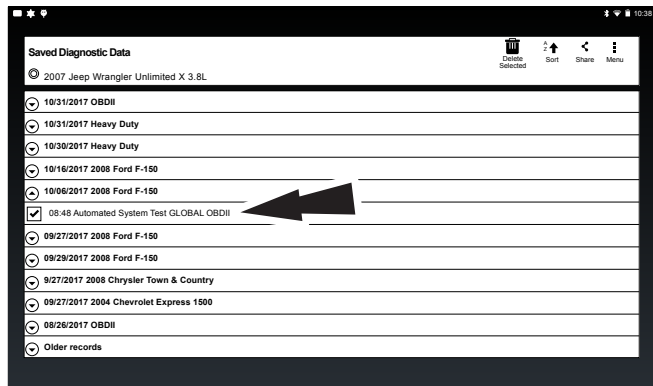 10:38
Saved Diagnostic Data
Delete Selected
A Z Sort
Share
Menu
2007 Jeep Wrangler Unlimited X 3.8L
10/31/2017 OBDII
10/31/2017 Heavy Duty
10/30/2017 Heavy Duty
10/16/2017 2008 Ford F-150
10/06/2017 2008 Ford F-150
08:48 Automated System Test GLOBAL OBDII
09/27/2017 2008 Ford F-150
09/29/2017 2008 Ford F-150
9/27/2017 2008 Chrysler Town & Country
09/27/2017 2004 Chevrolet Express 1500
08/26/2017 OBDII
Older records